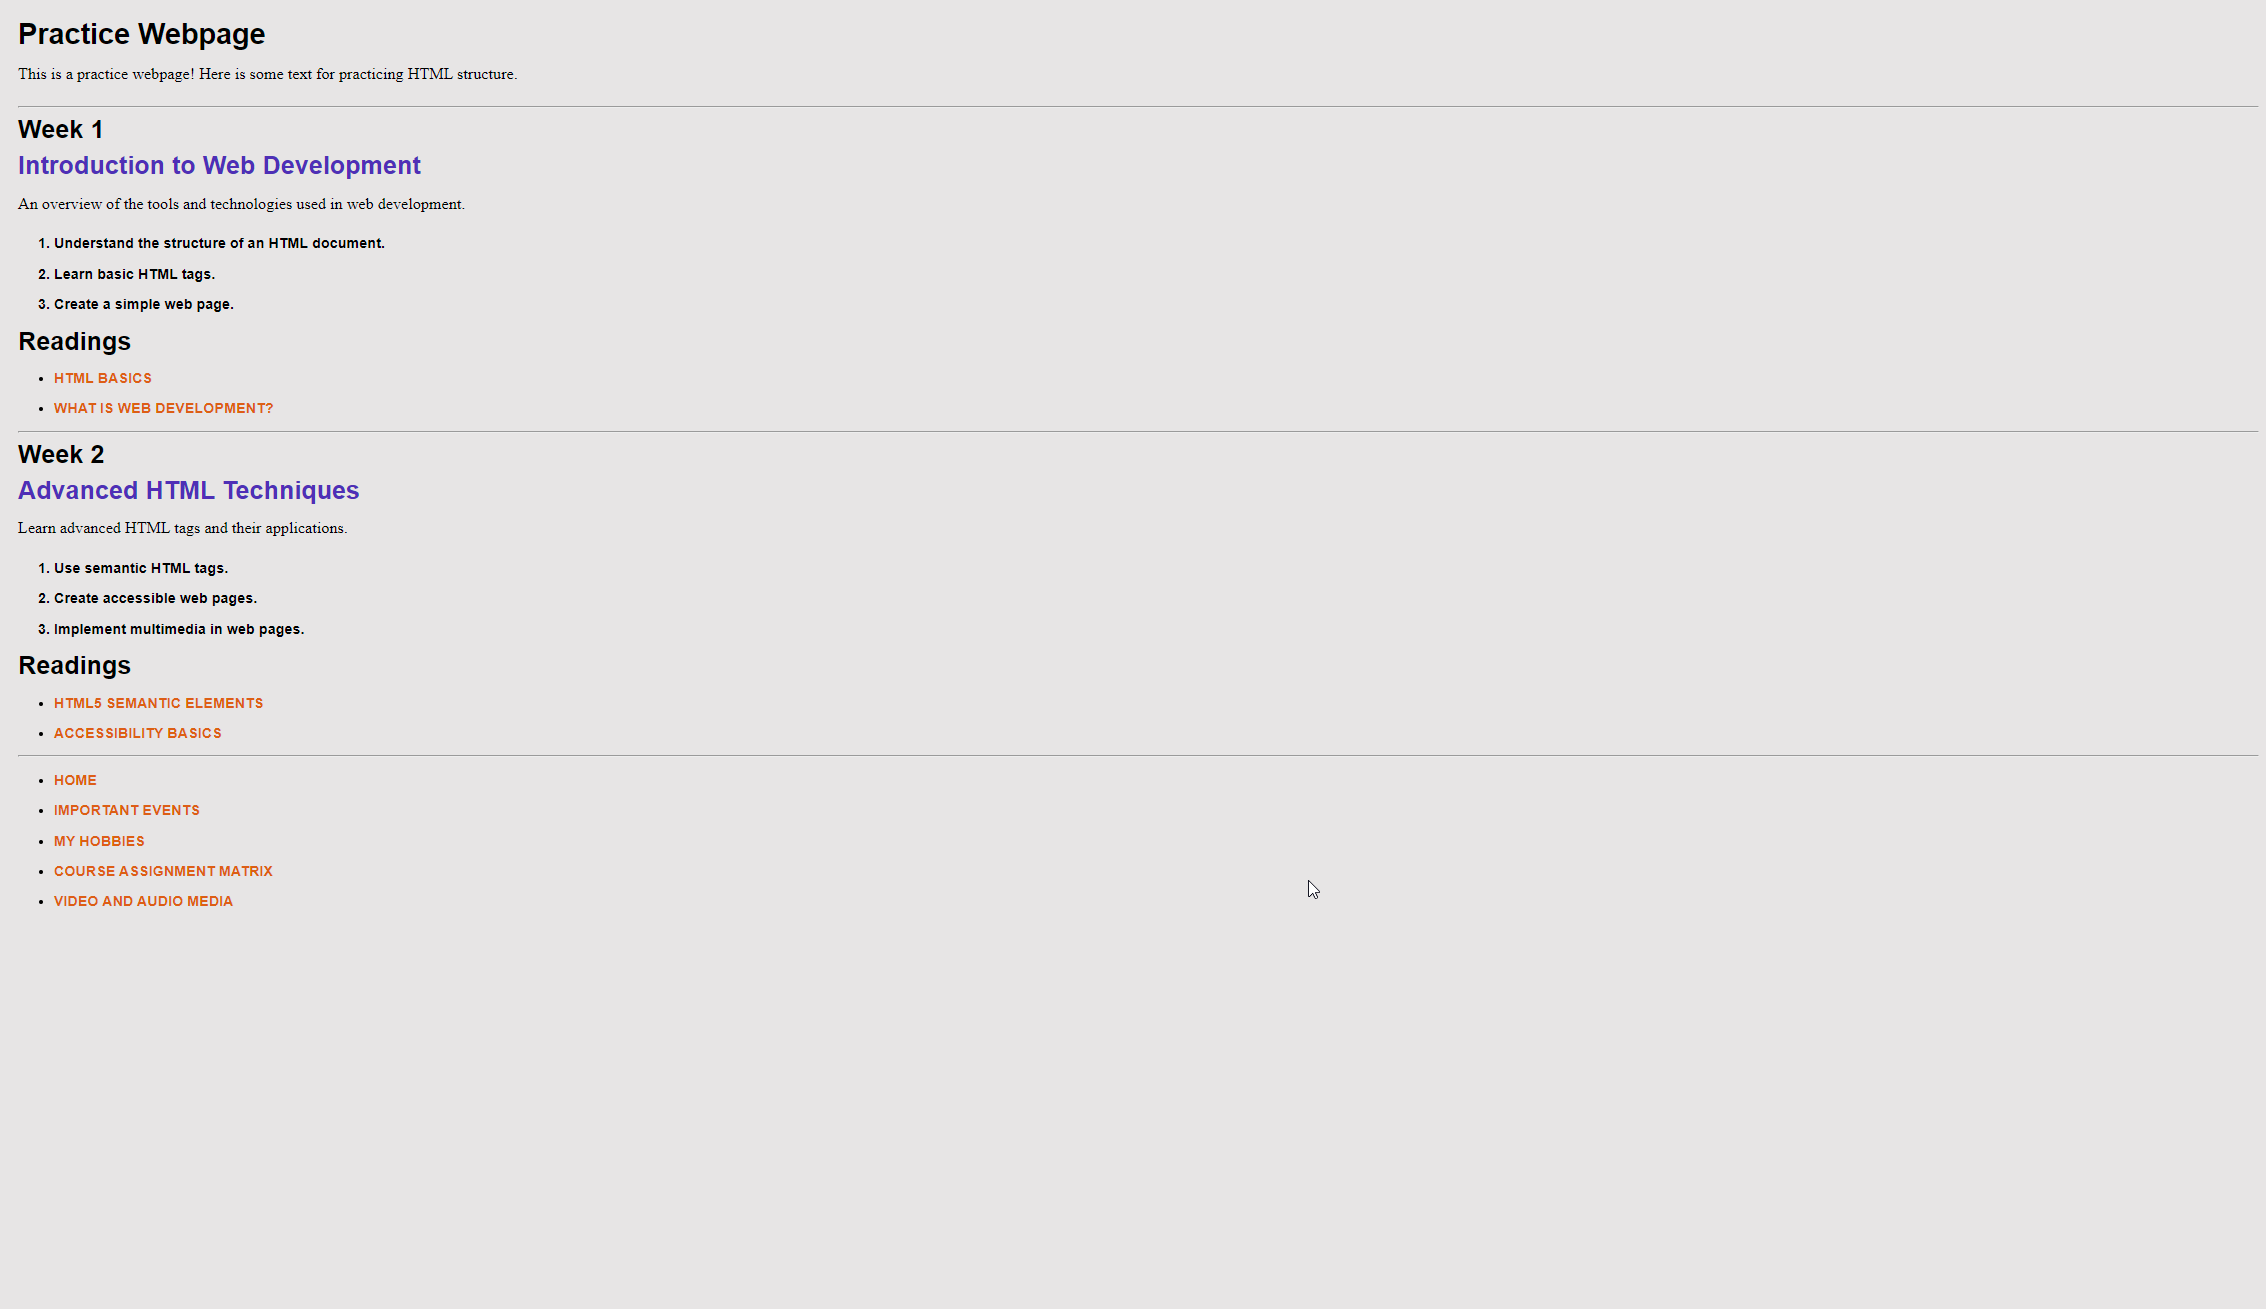 Practice Webpage
This is a practice webpage! Here is some text for practicing HTML structure.
Week 1
Introduction to Web Development
An overview of the tools and technologies used in web development.
1. Understand the structure of an HTML document.
2. Learn basic HTML tags.
3. Create a simple web page.
Readings
• HTML BASICS
• WHAT IS WEB DEVELOPMENT?
Week 2
Advanced HTML Techniques
Learn advanced HTML tags and their applications.
1. Use semantic HTML tags.
2. Create accessible web pages.
3. Implement multimedia in web pages.
Readings
• HTML5 SEMANTIC ELEMENTS
• ACCESSIBILITY BASICS
• HOME
• IMPORTANT EVENTS
• MY HOBBIES
• COURSE ASSIGNMENT MATRIX
• VIDEO AND AUDIO MEDIA